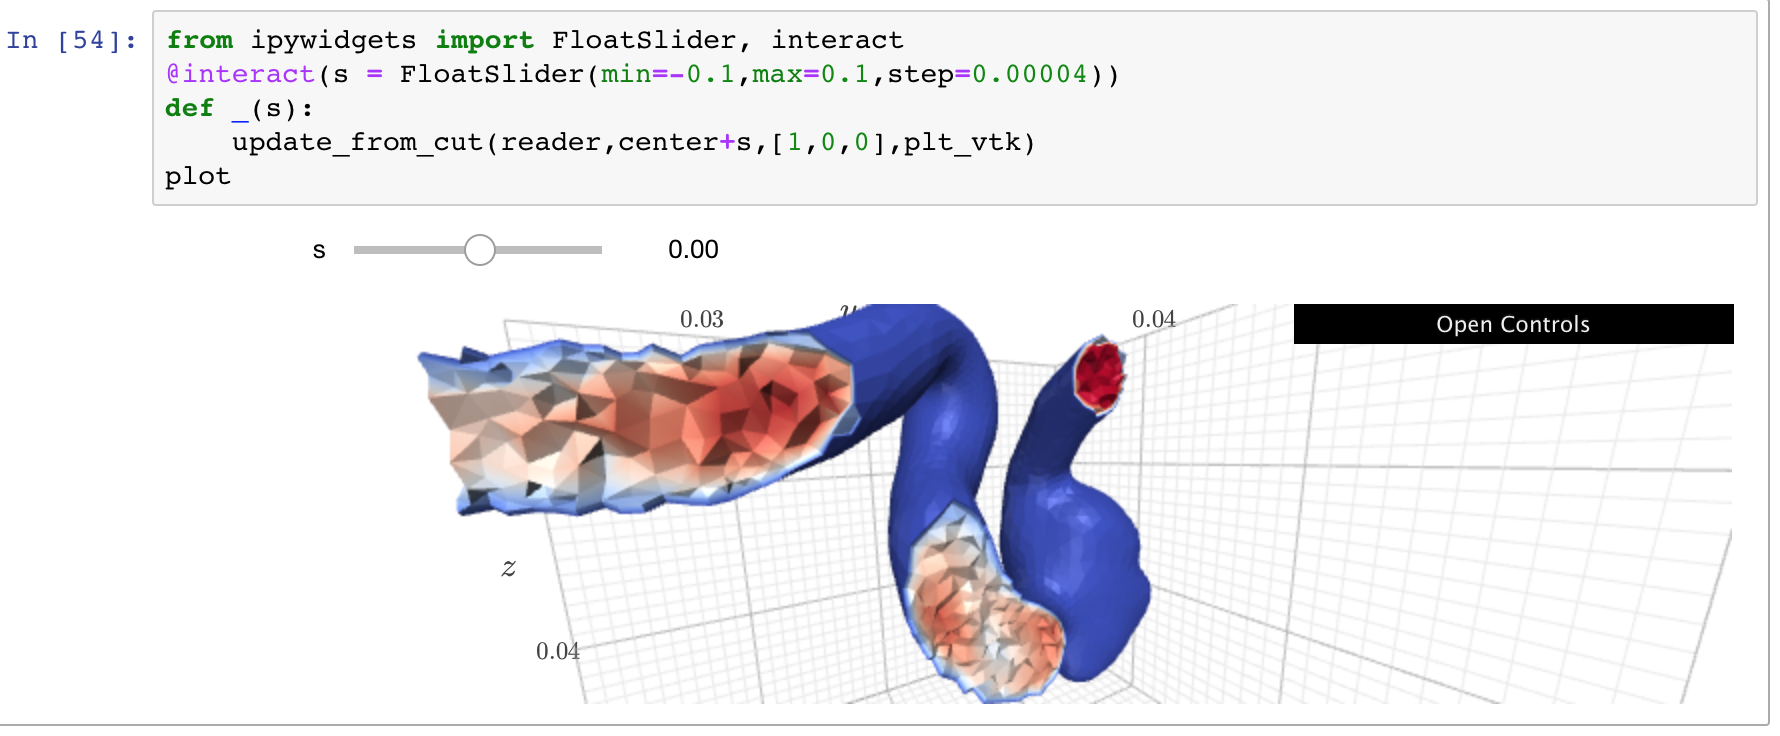 In [54]:
from ipywidgets import FloatSlider, interact
@interact(s = FloatSlider(min=-0.1,max=0.1,step=0.00004))
def _(s):
    update_from_cut(reader,center+s,[1,0,0],plt_vtk)
plot
s 0.00
0.03
0.04
Open Controls
z
0.04